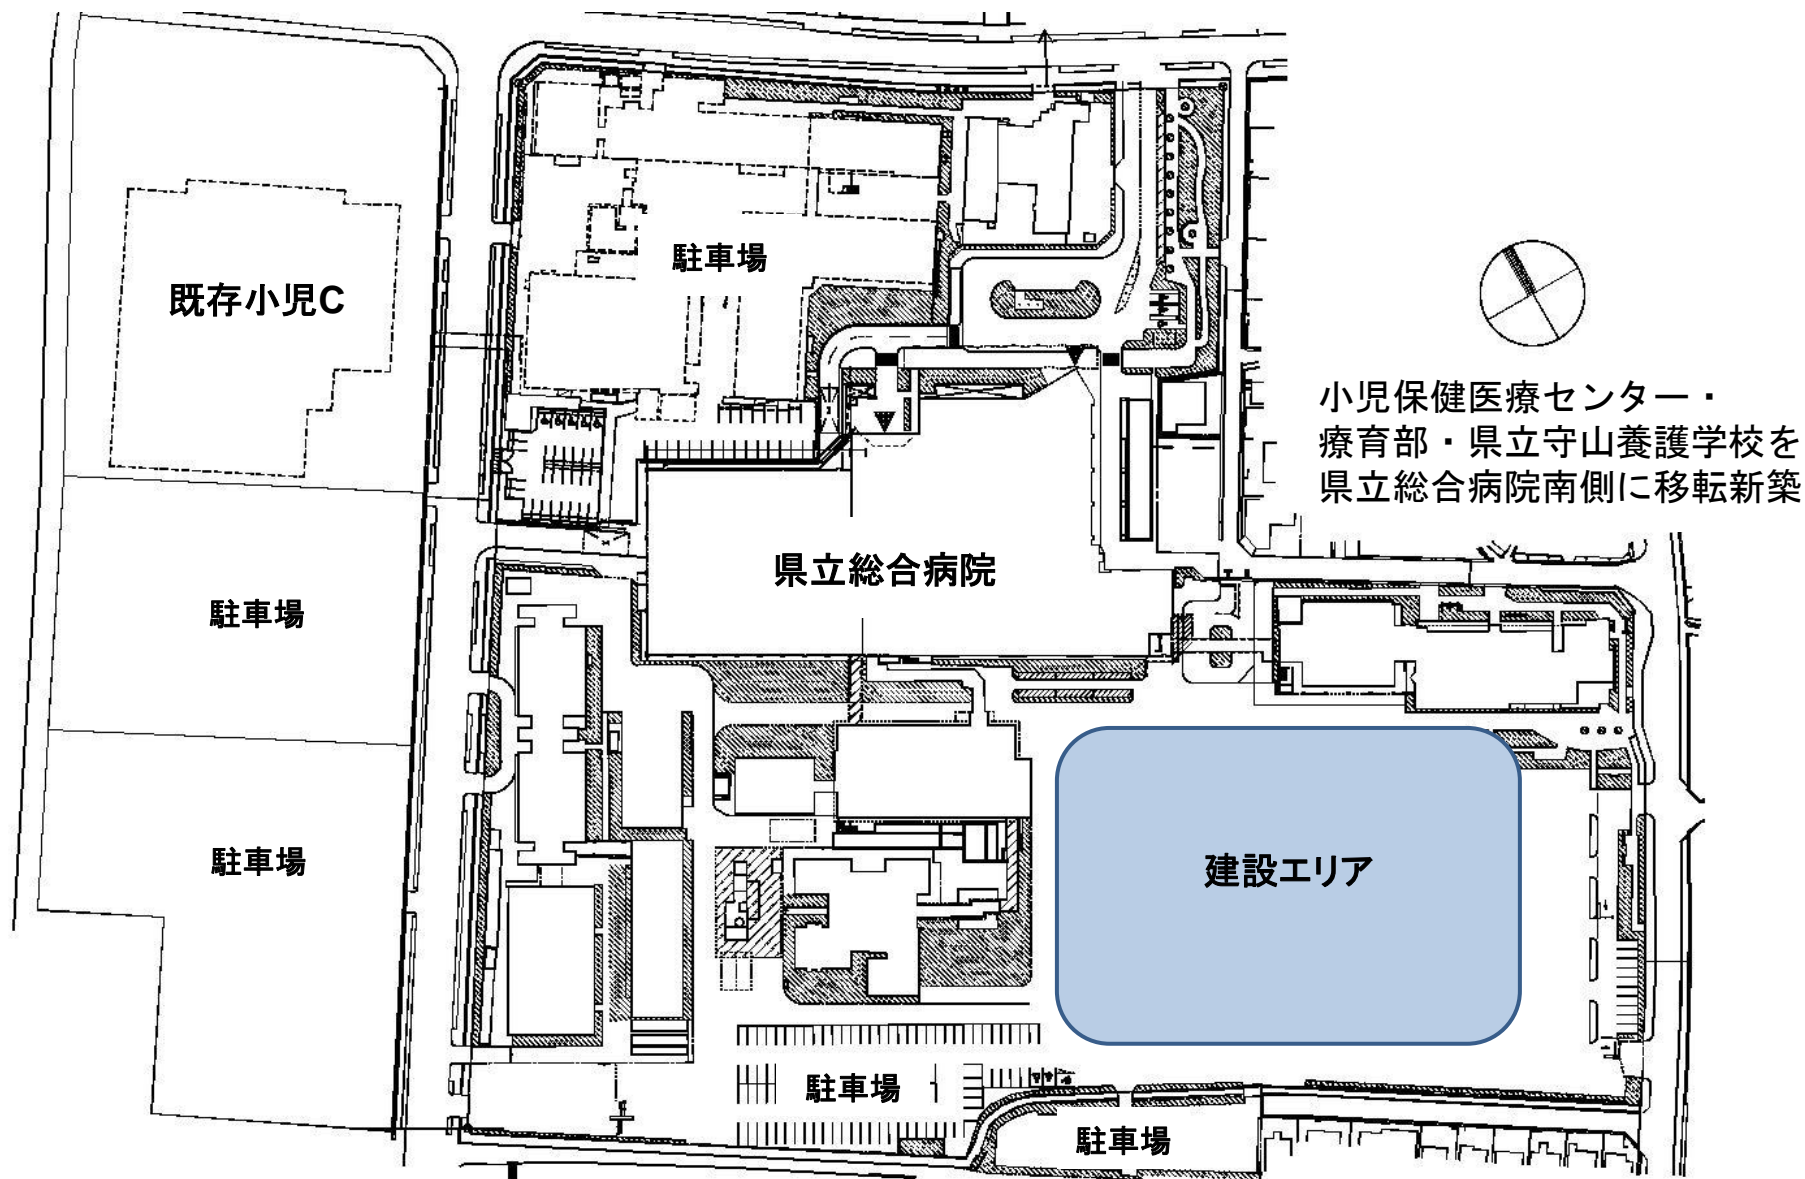 駐車場
既存小児C
小児保健医療センター・
療育部・県立守山養護学校を
県立総合病院南側に移転新築
県立総合病院
駐車場
駐車場
建設エリア
駐車場
駐車場